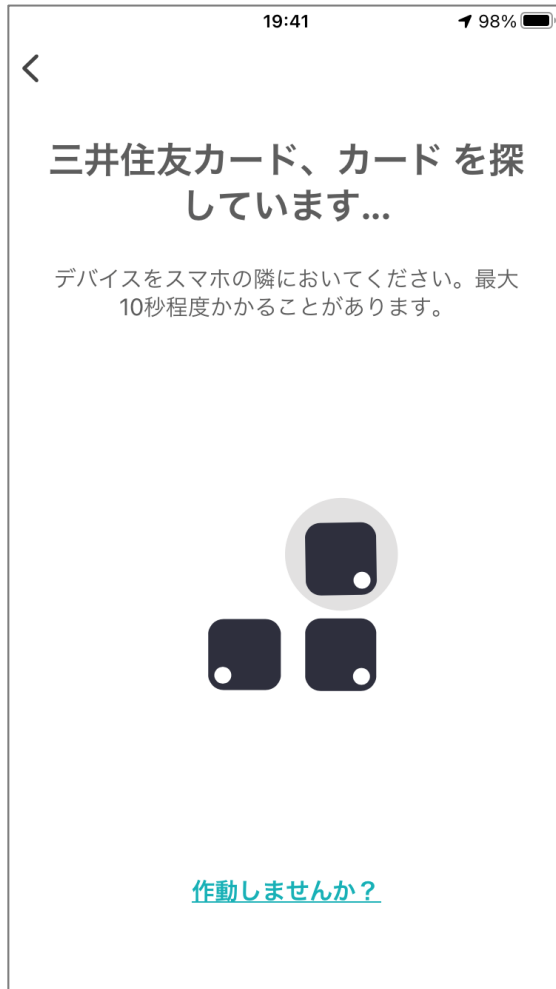 19:41
98%
三井住友カード、カード を探
しています...
デバイスをスマホの隣においてください。最大
10秒程度かかることがあります。
作動しませんか？